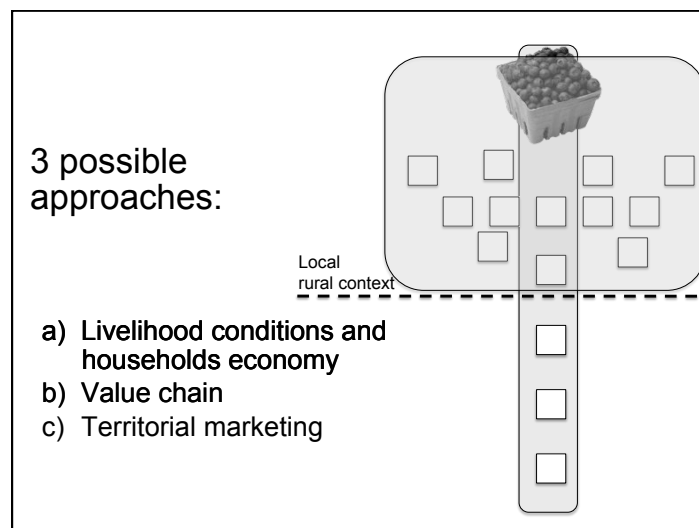 3 possible
approaches:
Local
rural context
a) Livelihood conditions and
households economy
b) Value chain
c) Territorial marketing